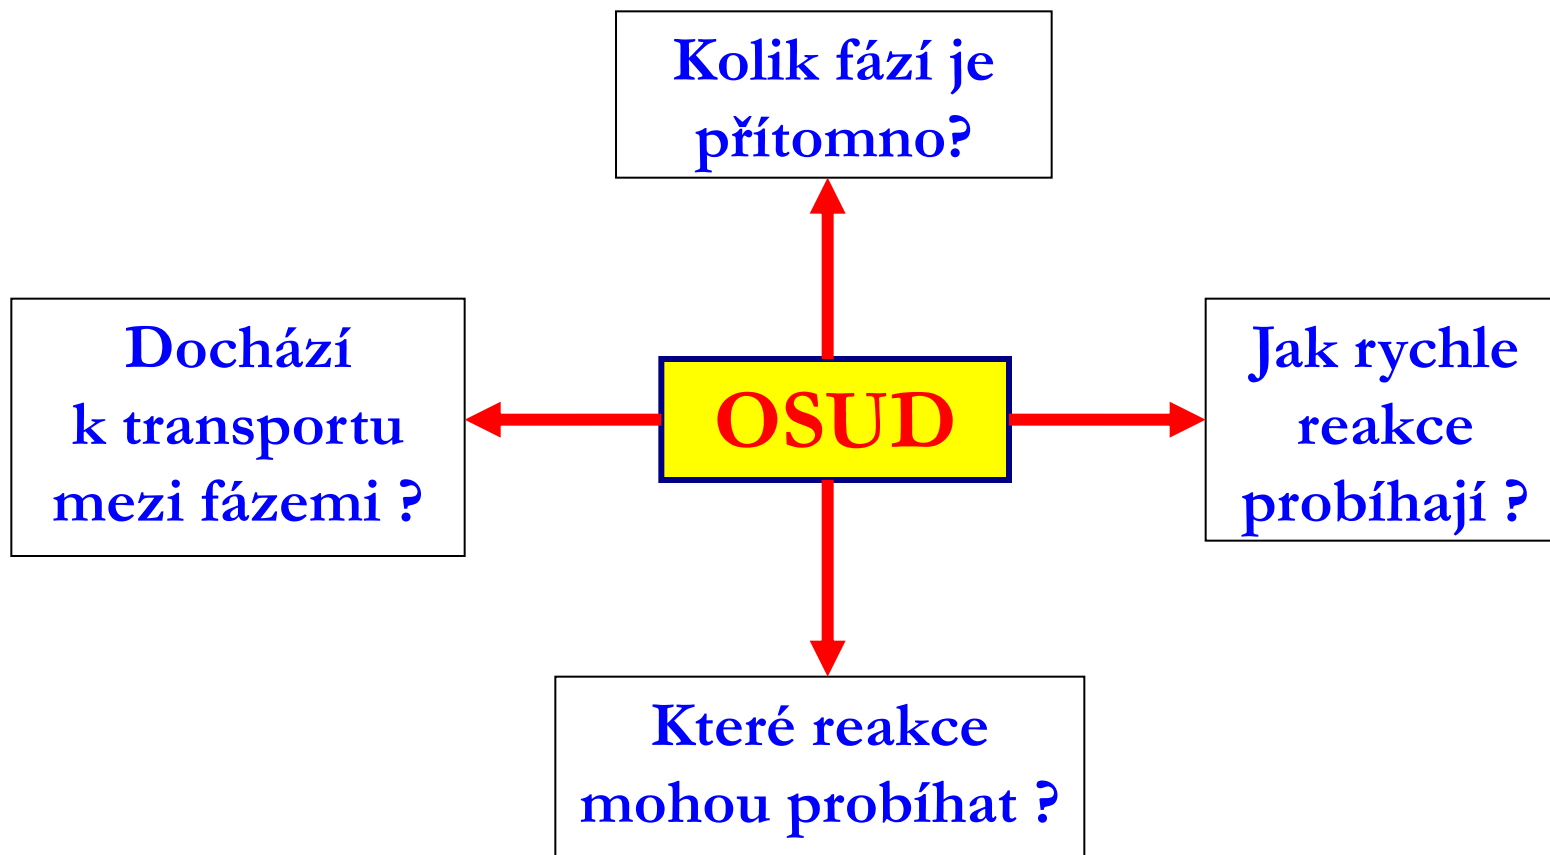 Kolik fází je
přítomno?
Dochází
k transportu
mezi fázemi ?
OSUD
Jak rychle
reakce
probíhají ?
Které reakce
mohou probíhat ?